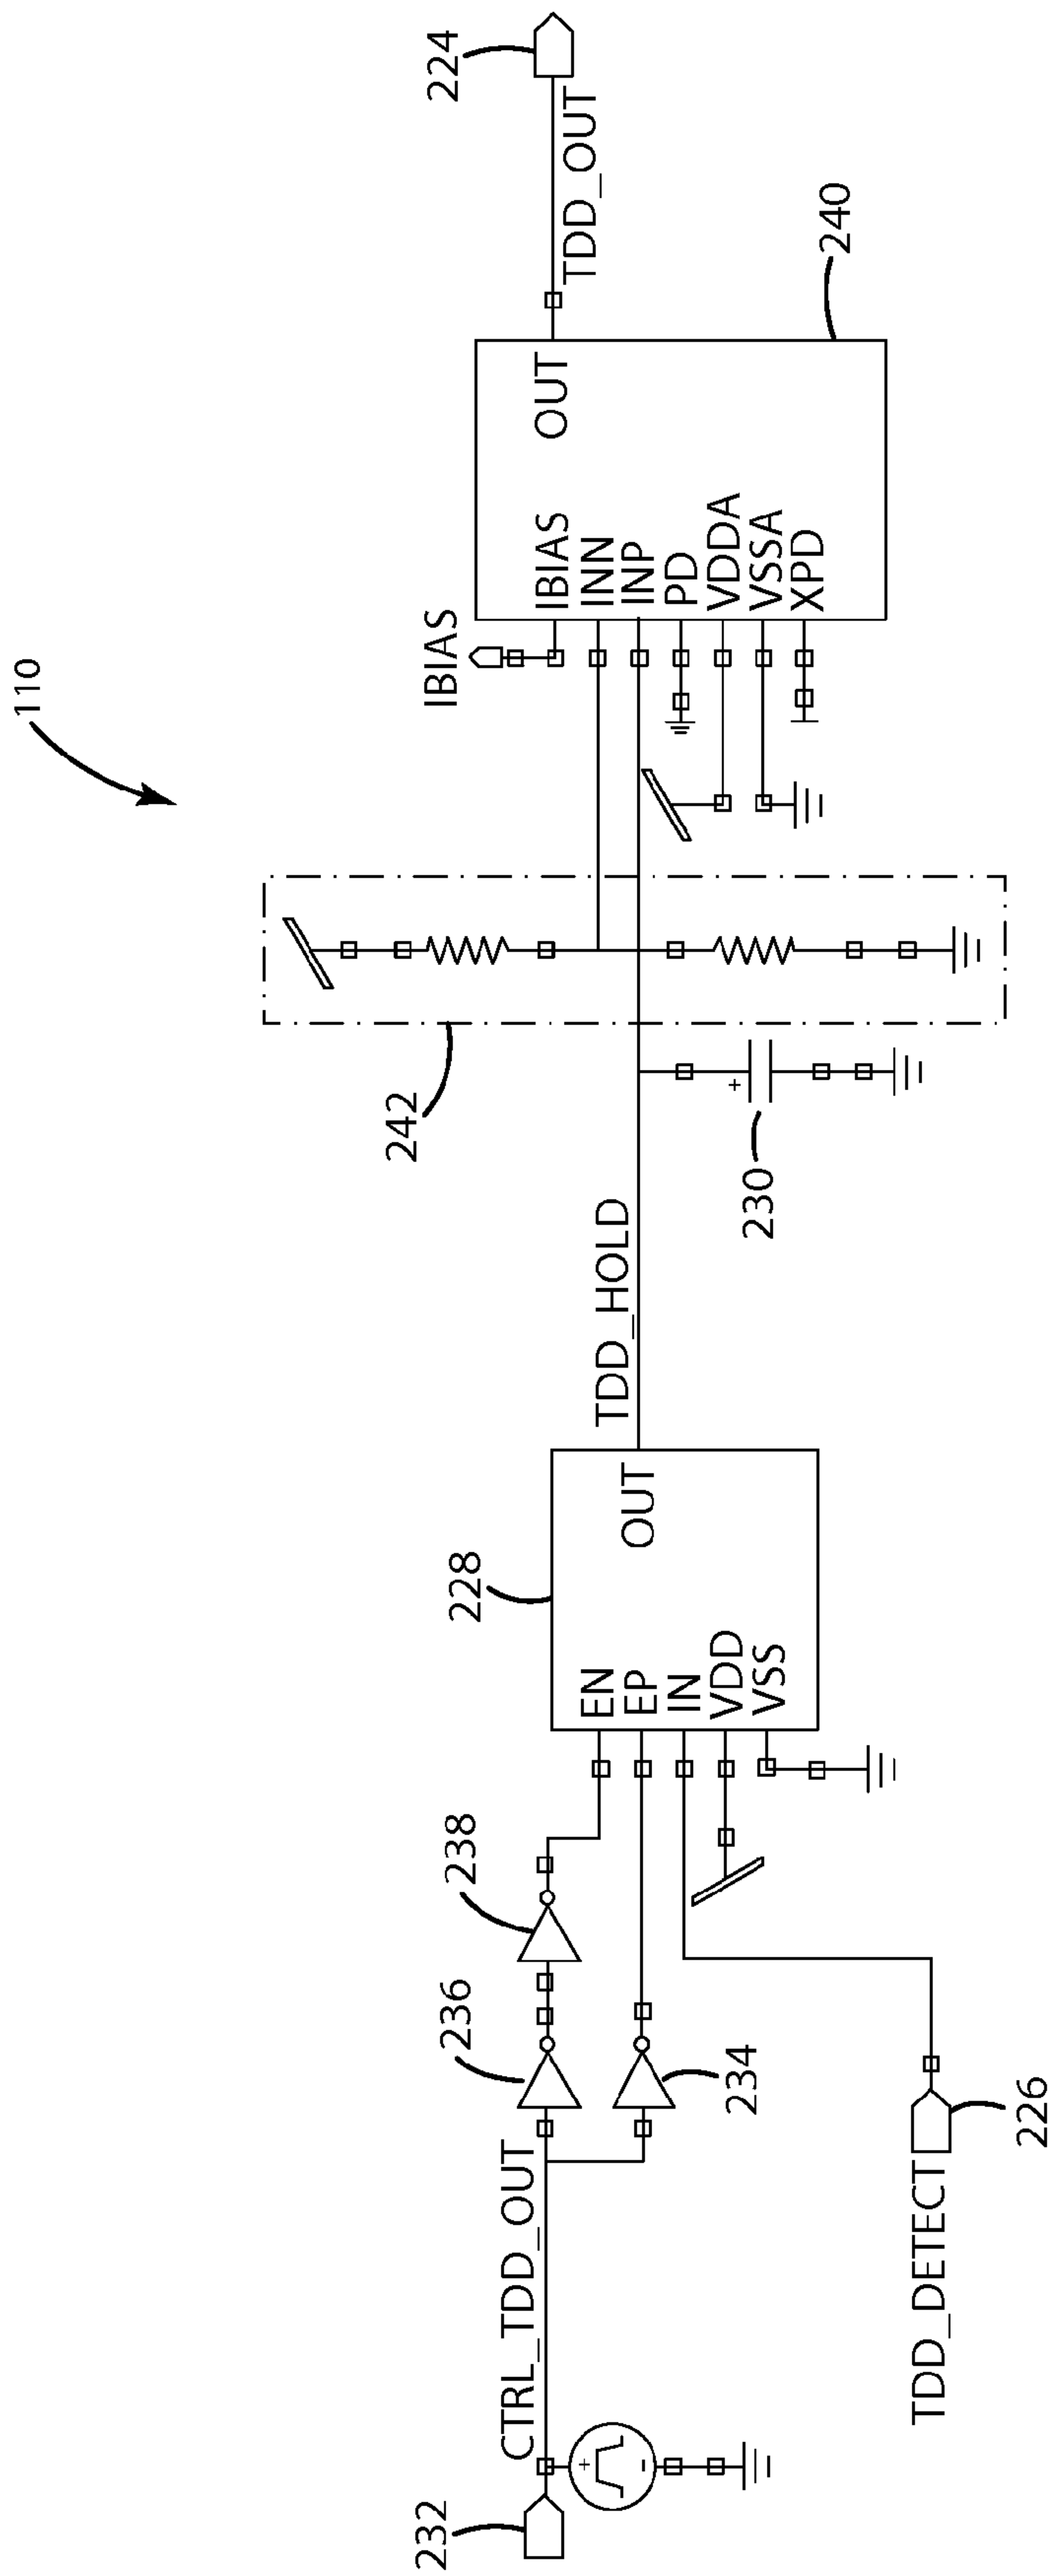 110
232
CTRL_TDD_OUT
236
238
234
TDD_DETECT
226
228
EN
EP
IN
VDD
VSS
OUT
TDD_HOLD
230
+
242
IBIAS
IBIAS
INN
INP
PD
VDDA
VSSA
XPD
OUT
240
TDD_OUT
224
+
-